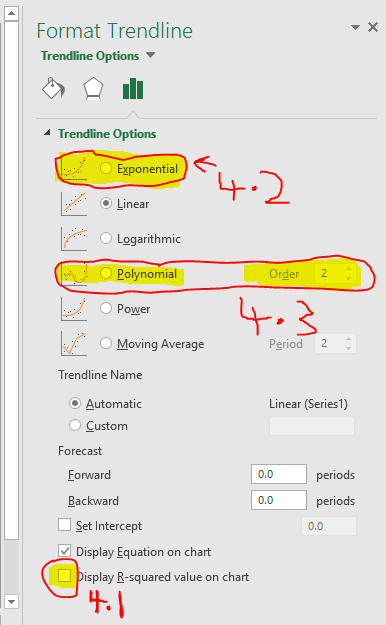 Format Trendline
Trendline Options
Trendline Options
Exponential
4.2
Linear
Logarithmic
Polynomial Order 2
Power
4.3
Moving Average Period 2
Trendline Name
Automatic Linear (Series1)
Custom
Forecast
Forward 0.0 periods
Backward 0.0 periods
Set Intercept 0.0
Display Equation on chart
Display R-squared value on chart
4.1